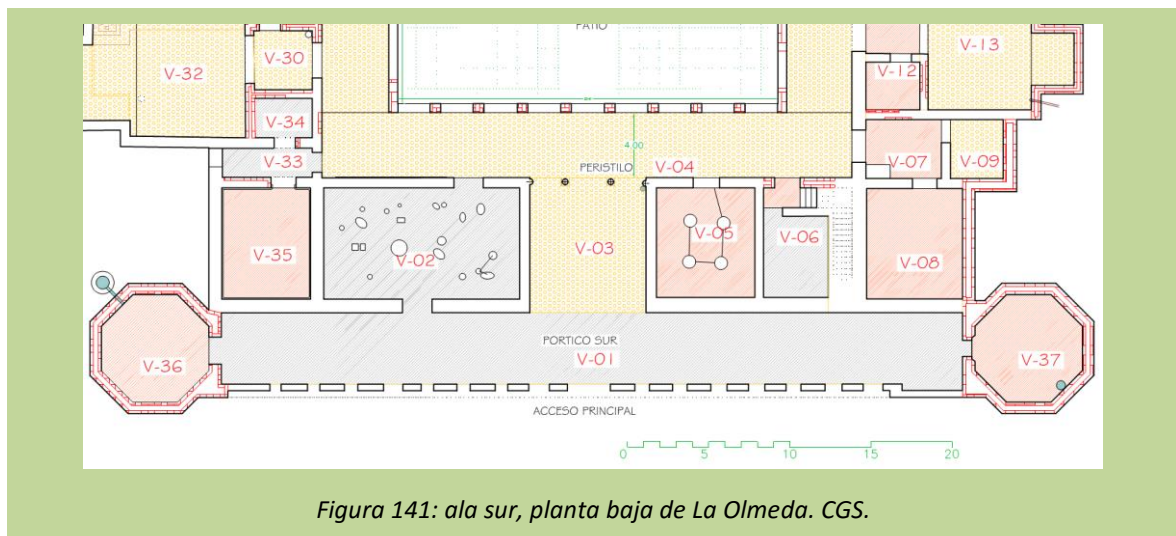 PATIO
V-13
V-30
V-32
V-12
V-34
4.00
V-07
V-09
V-33
PERISTILO
V-04
V-05
V-06
V-03
V-35
V-02
V-08
PORTICO SUR
V-01
V-36
V-37
ACCESO PRINCIPAL
0 5 10 15 20
Figura 141: ala sur, planta baja de La Olmeda. CGS.